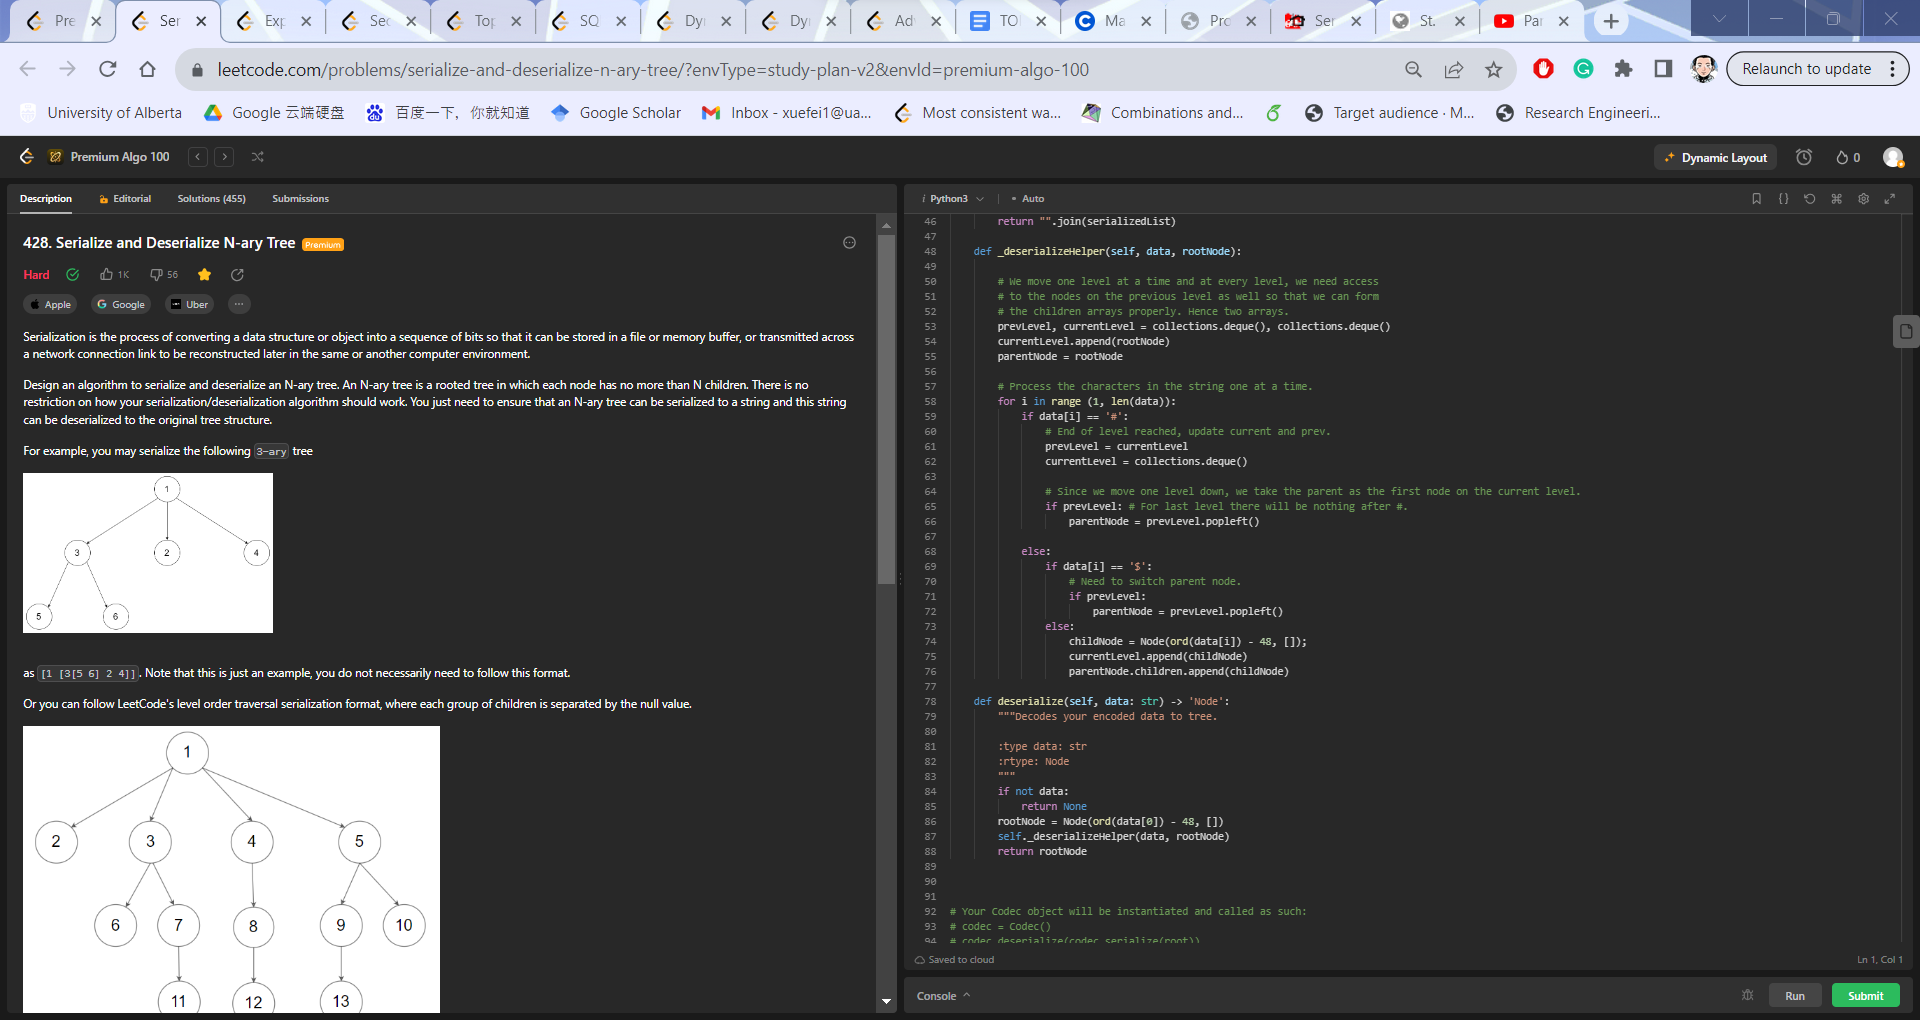 Pre
Ser
Exp
Sec
Top
SQ
Dy
Dy
Ad
TO
Ma
Pro
Ser
St.
Par
leetcode.com/problems/serialize-and-deserialize-n-ary-tree/?envType=study-plan-v2&envId=premium-algo-100
Relaunch to update
University of Alberta
Google 云端硬盘
百度一下，你就知道
Google Scholar
Inbox - xuefei1@ua...
Most consistent wa...
Combinations and...
Target audience · M...
Research Engineeri...
Premium Algo 100
Dynamic Layout
0
Description
Editorial
Solutions (455)
Submissions
428. Serialize and Deserialize N-ary Tree Premium
Hard 1K 56
Apple Google Uber ...
Serialization is the process of converting a data structure or object into a sequence of bits so that it can be stored in a file or memory buffer, or transmitted across
a network connection link to be reconstructed later in the same or another computer environment.
Design an algorithm to serialize and deserialize an N-ary tree. An N-ary tree is a rooted tree in which each node has no more than N children. There is no
restriction on how your serialization/deserialization algorithm should work. You just need to ensure that an N-ary tree can be serialized to a string and this string
can be deserialized to the original tree structure.
For example, you may serialize the following 3-ary tree
1
3 2 4
5 6
as [1 [3[5 6] 2 4]]. Note that this is just an example, you do not necessarily need to follow this format.
Or you can follow LeetCode's level order traversal serialization format, where each group of children is separated by the null value.
1
2 3 4 5
6 7 8 9 10
11 12 13
i Python3 • Auto
46 return "".join(serializedList)
47
48 def _deserializeHelper(self, data, rootNode):
49
50 # We move one level at a time and at every level, we need access
51 # to the nodes on the previous level as well so that we can form
52 # the children arrays properly. Hence two arrays.
53 prevLevel, currentLevel = collections.deque(), collections.deque()
54 currentLevel.append(rootNode)
55 parentNode = rootNode
56
57 # Process the characters in the string one at a time.
58 for i in range (1, len(data)):
59 if data[i] == '#':
60 # End of level reached, update current and prev.
61 prevLevel = currentLevel
62 currentLevel = collections.deque()
63
64 # Since we move one level down, we take the parent as the first node on the current level.
65 if prevLevel: # For last level there will be nothing after #.
66 parentNode = prevLevel.popleft()
67
68 else:
69 if data[i] == '$':
70 # Need to switch parent node.
71 if prevLevel:
72 parentNode = prevLevel.popleft()
73 else:
74 childNode = Node(ord(data[i]) - 48, []);
75 currentLevel.append(childNode)
76 parentNode.children.append(childNode)
77
78 def deserialize(self, data: str) -> 'Node':
79 """Decodes your encoded data to tree.
80
81 :type data: str
82 :rtype: Node
83 """
84 if not data:
85 return None
86 rootNode = Node(ord(data[0]) - 48, [])
87 self._deserializeHelper(data, rootNode)
88 return rootNode
89
90
91
92 # Your Codec object will be instantiated and called as such:
93 # codec = Codec()
94 # codec.deserialize(codec.serialize(root))
Saved to cloud
Ln 1, Col 1
Console
Run
Submit